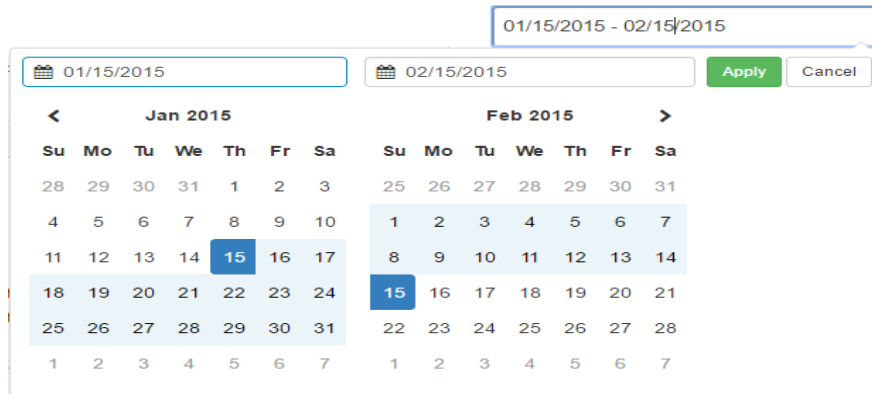 01/15/2015 - 02/15/2015
01/15/2015 02/15/2015 Apply Cancel
Jan 2015 Feb 2015
Su Mo Tu We Th Fr Sa Su Mo Tu We Th Fr Sa
28 29 30 31 1 2 3 25 26 27 28 29 30 31
4 5 6 7 8 9 10 1 2 3 4 5 6 7
11 12 13 14 15 16 17 8 9 10 11 12 13 14
18 19 20 21 22 23 24 15 16 17 18 19 20 21
25 26 27 28 29 30 31 22 23 24 25 26 27 28
1 2 3 4 5 6 7 1 2 3 4 5 6 7